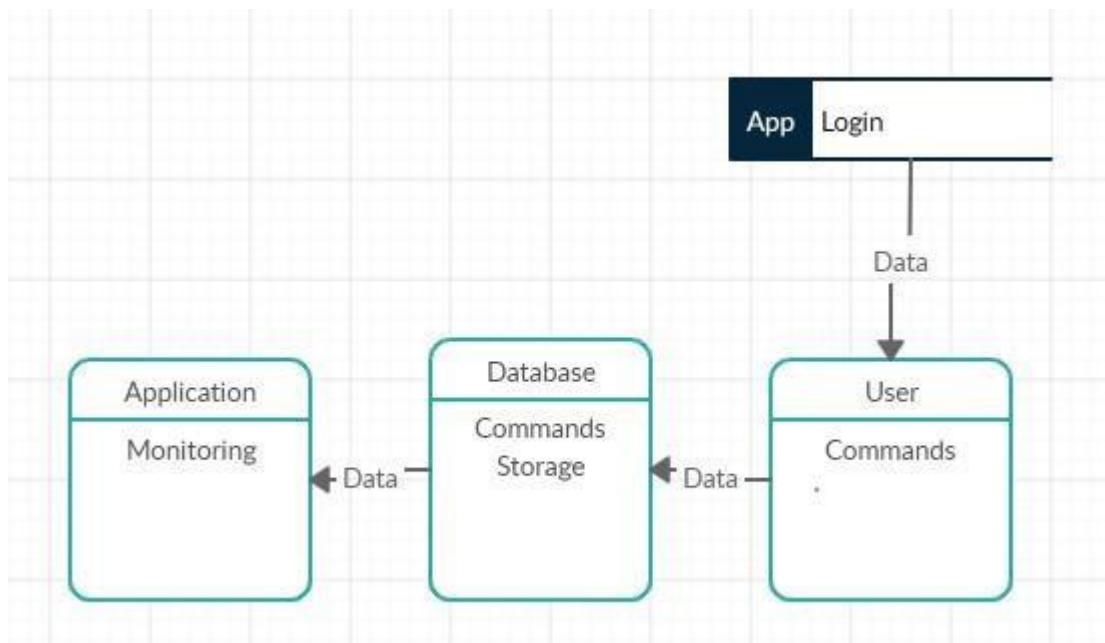 App Login
Data
Application
Monitoring
Data
Database
Commands
Storage
Data
User
Commands
.